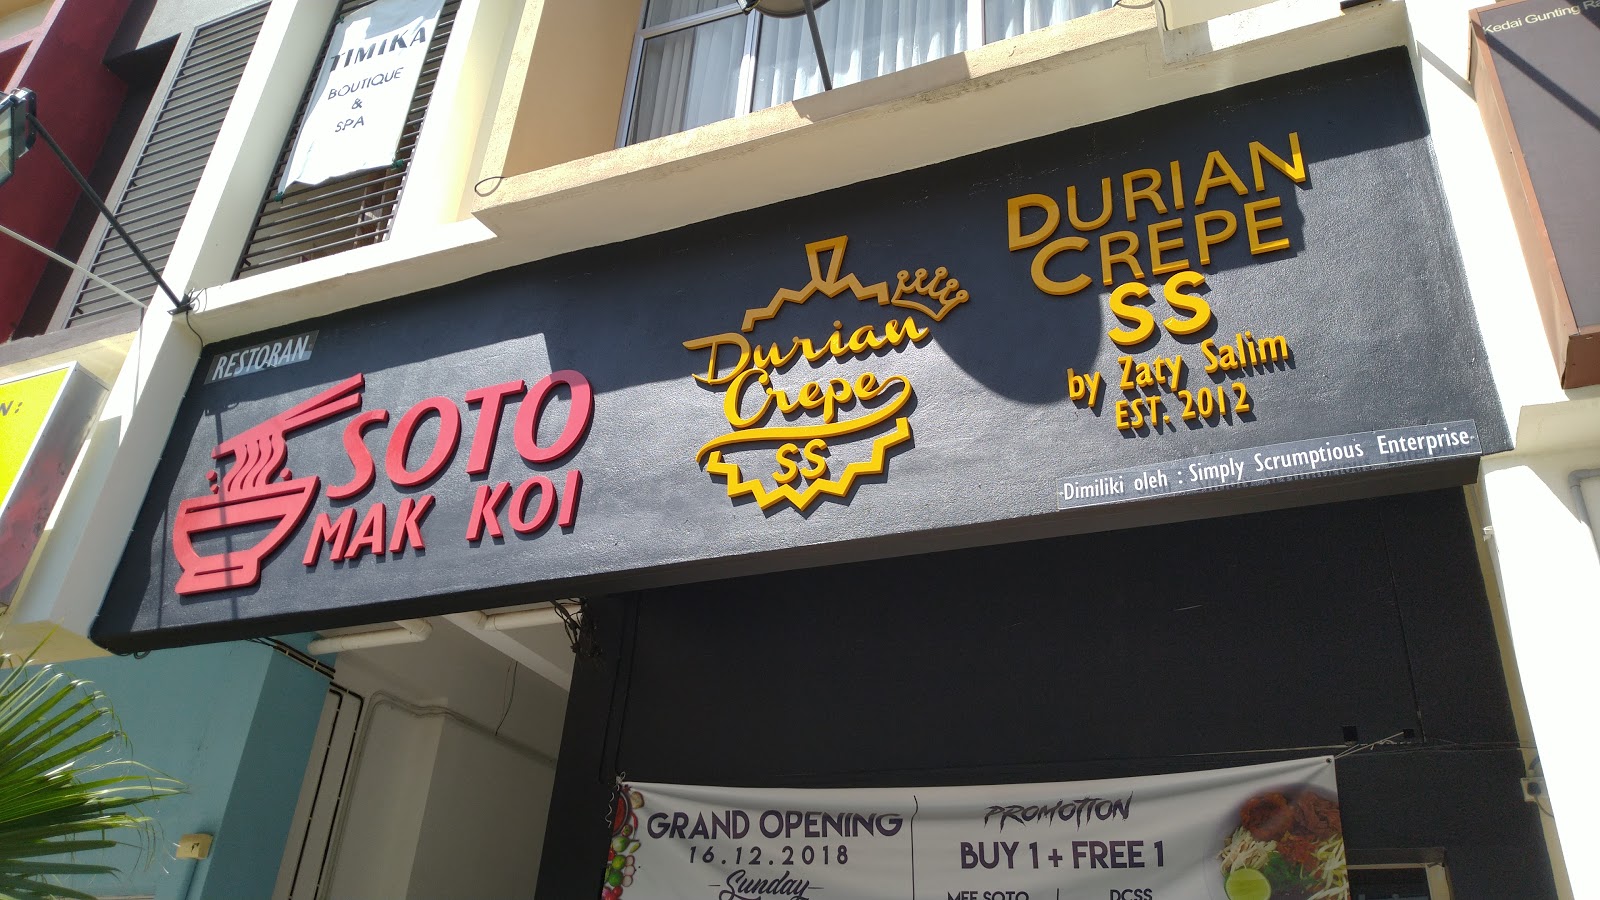 TIMIKA
BOUTIQUE
&
SPA
Kedai Gunting
RESTORAN
SOTO
MAK KOI
Durian
Crepe
SS
DURIAN
CREPE
SS
by Zaty Salim
EST. 2012
Dimiliki oleh : Simply Scrumptious Enterprise
GRAND OPENING
16.12.2018
-Sunday-
PROMOTION
BUY 1 + FREE 1
MEE SOTO
DCSS